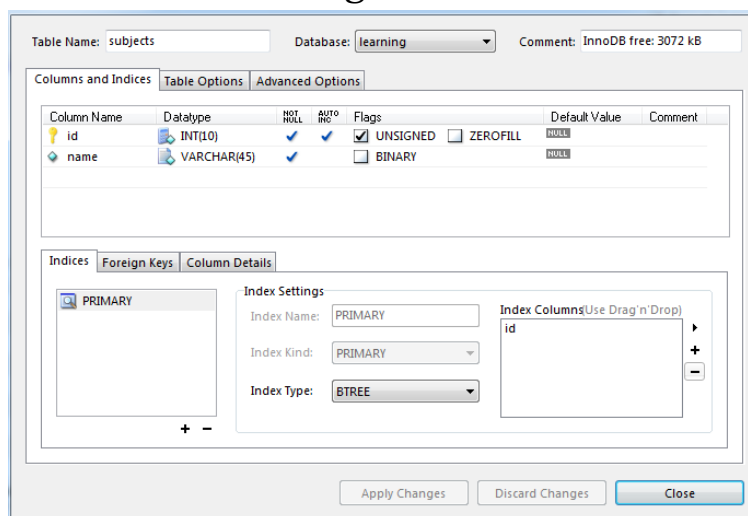 Table Name: subjects Database: learning Comment: InnoDB free: 3072 kB
Columns and Indices Table Options Advanced Options
Column Name Datatype NOT NULL AUTO INC Flags Default Value Comment
id INT(10) UNSIGNED ZEROFILL NULL
name VARCHAR(45) BINARY NULL
Indices Foreign Keys Column Details
PRIMARY
Index Settings
Index Name: PRIMARY
Index Kind: PRIMARY
Index Type: BTREE
Index Columns(Use Drag'n'Drop)
id
Apply Changes Discard Changes Close